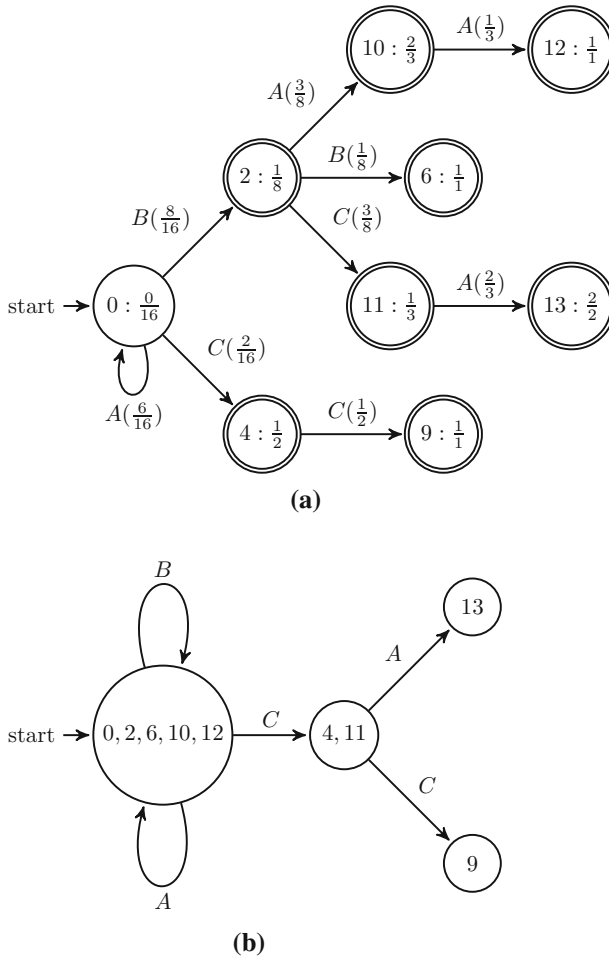 10 : 2/3
A(1/3)
12 : 1/1
A(3/8)
2 : 1/8
B(1/8)
6 : 1/1
B(8/16)
C(3/8)
start
0 : 0/16
11 : 1/3
A(2/3)
13 : 2/2
C(2/16)
A(6/16)
4 : 1/2
C(1/2)
9 : 1/1
(a)
B
13
A
start
0, 2, 6, 10, 12
C
4, 11
C
9
A
(b)